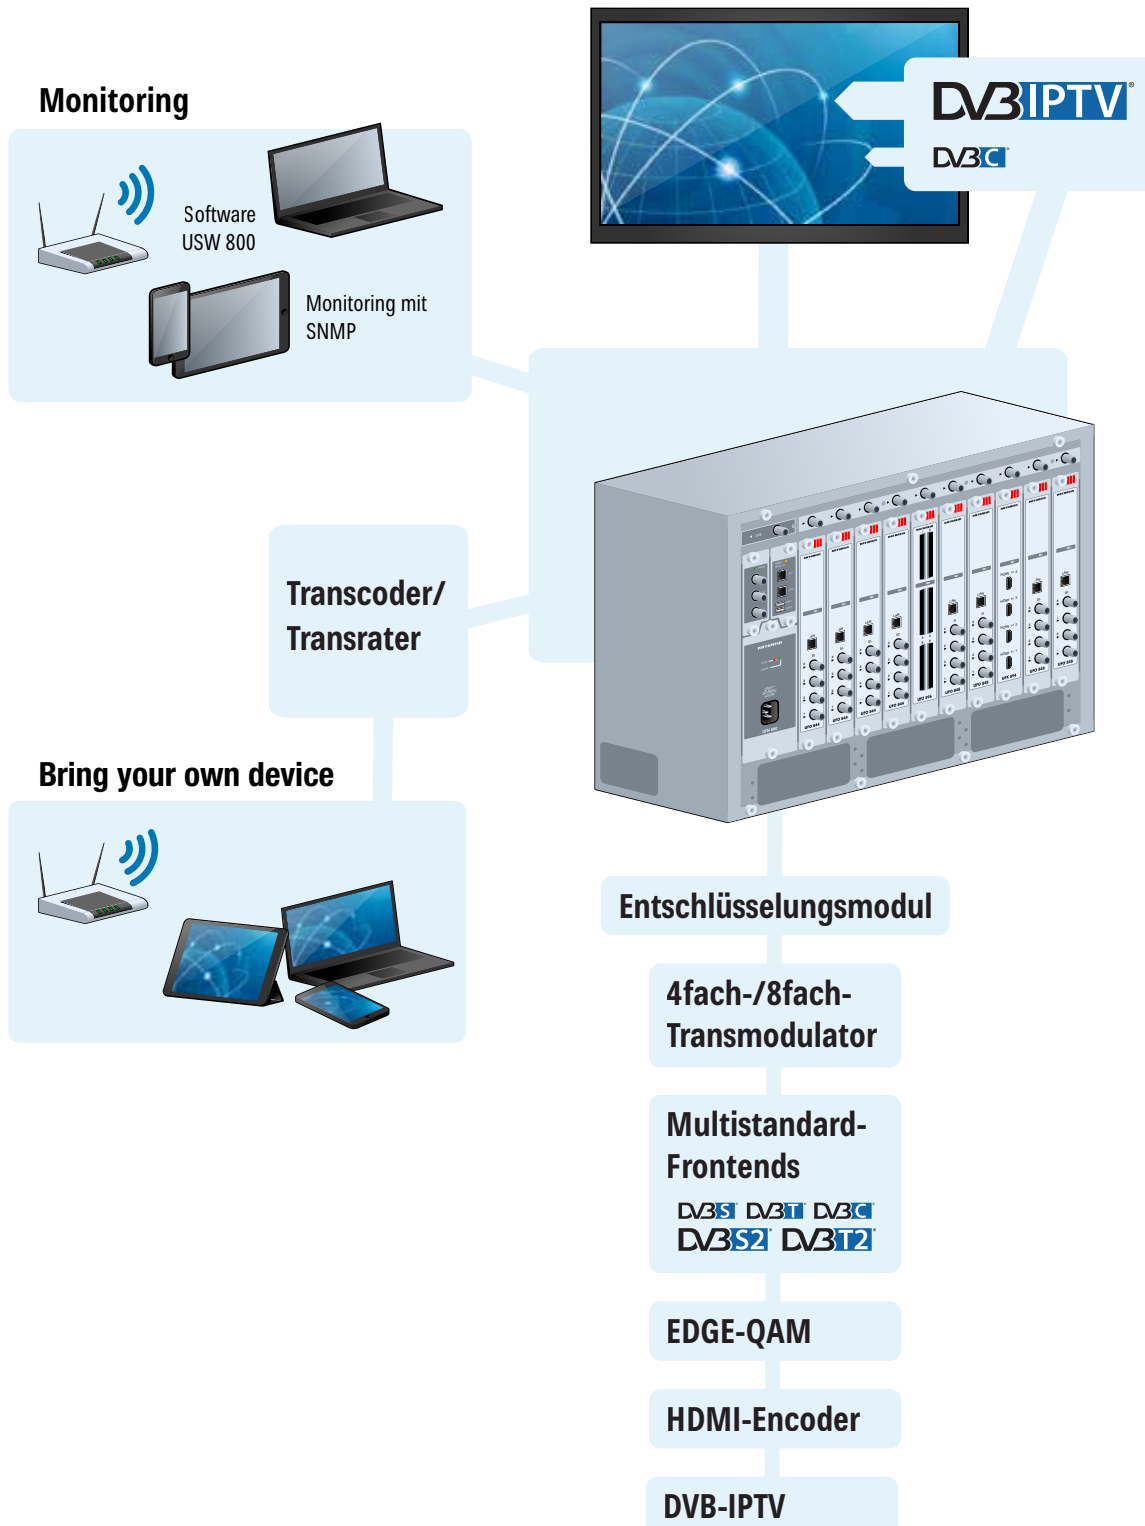 Monitoring
DVB IPTV
DVB C
Software
USW 800
Monitoring mit
SNMP
Transcoder/
Transrater
Bring your own device
Entschlüsselungsmodul
4fach-/8fach-
Transmodulator
Multistandard-
Frontends
DVB S DVB T DVB C
DVB S2 DVB T2
EDGE-QAM
HDMI-Encoder
DVB-IPTV